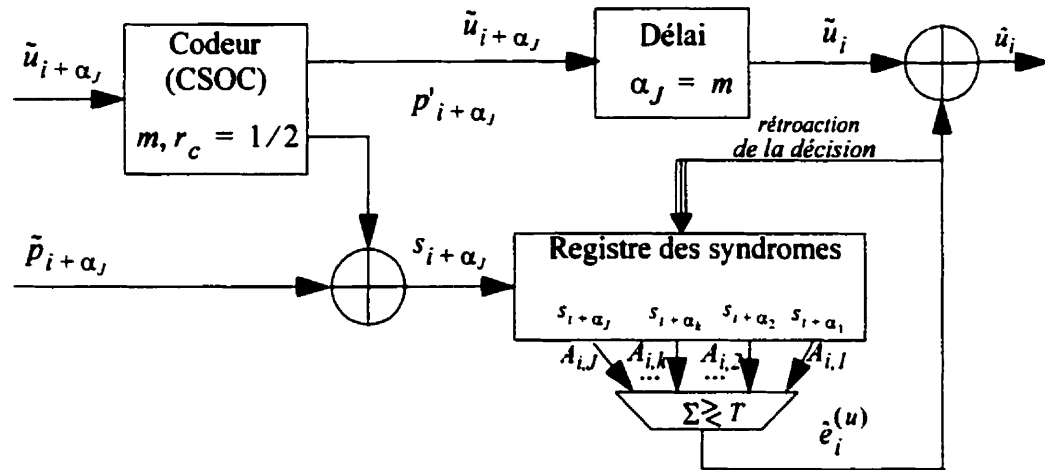 ũ_{i+α_J}
Codeur
(CSOC)
m, r_c = 1/2
ũ_{i+α_J}
p'_{i+α_J}
Délai
α_J = m
ũ_i
û_i
rétroaction
de la décision
p̃_{i+α_J}
s_{i+α_J}
Registre des syndromes
s_{i+α_J} s_{i+α_k} s_{i+α_2} s_{i+α_1}
A_{i,J} A_{i,k} A_{i,2} A_{i,1}
... ...
Σ ≷ T
ê_i^{(u)}